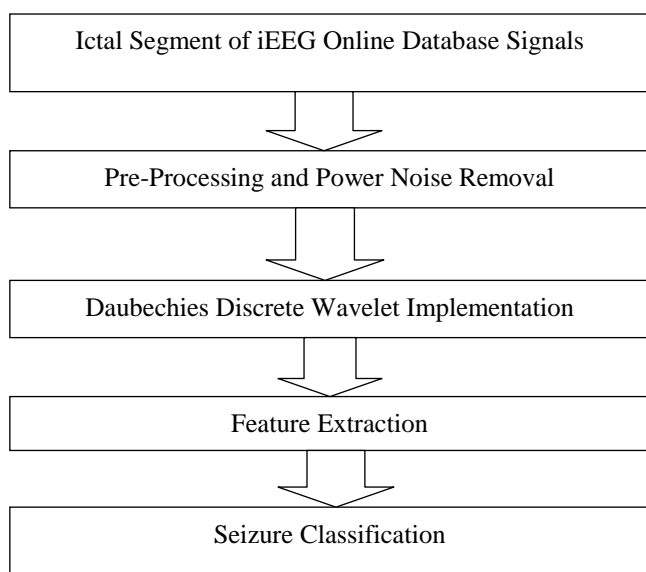 Ictal Segment of iEEG Online Database Signals
Pre-Processing and Power Noise Removal
Daubechies Discrete Wavelet Implementation
Feature Extraction
Seizure Classification